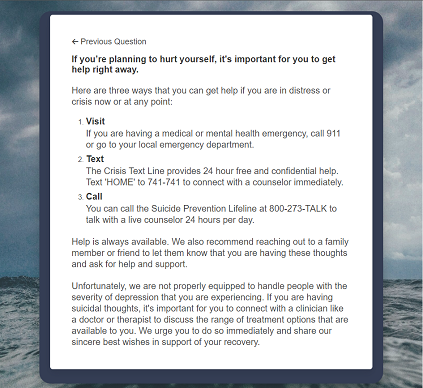 ← Previous Question
If you're planning to hurt yourself, it's important for you to get
help right away.
Here are three ways that you can get help if you are in distress or
crisis now or at any point:
1. Visit
If you are having a medical or mental health emergency, call 911
or go to your local emergency department.
2. Text
The Crisis Text Line provides 24 hour free and confidential help.
Text 'HOME' to 741-741 to connect with a counselor immediately.
3. Call
You can call the Suicide Prevention Lifeline at 800-273-TALK to
talk with a live counselor 24 hours per day.
Help is always available. We also recommend reaching out to a family
member or friend to let them know that you are having these thoughts
and ask for help and support.
Unfortunately, we are not properly equipped to handle people with the
severity of depression that you are experiencing. If you are having
suicidal thoughts, it's important for you to connect with a clinician like
a doctor or therapist to discuss the range of treatment options that are
available to you. We urge you to do so immediately and share our
sincere best wishes in support of your recovery.